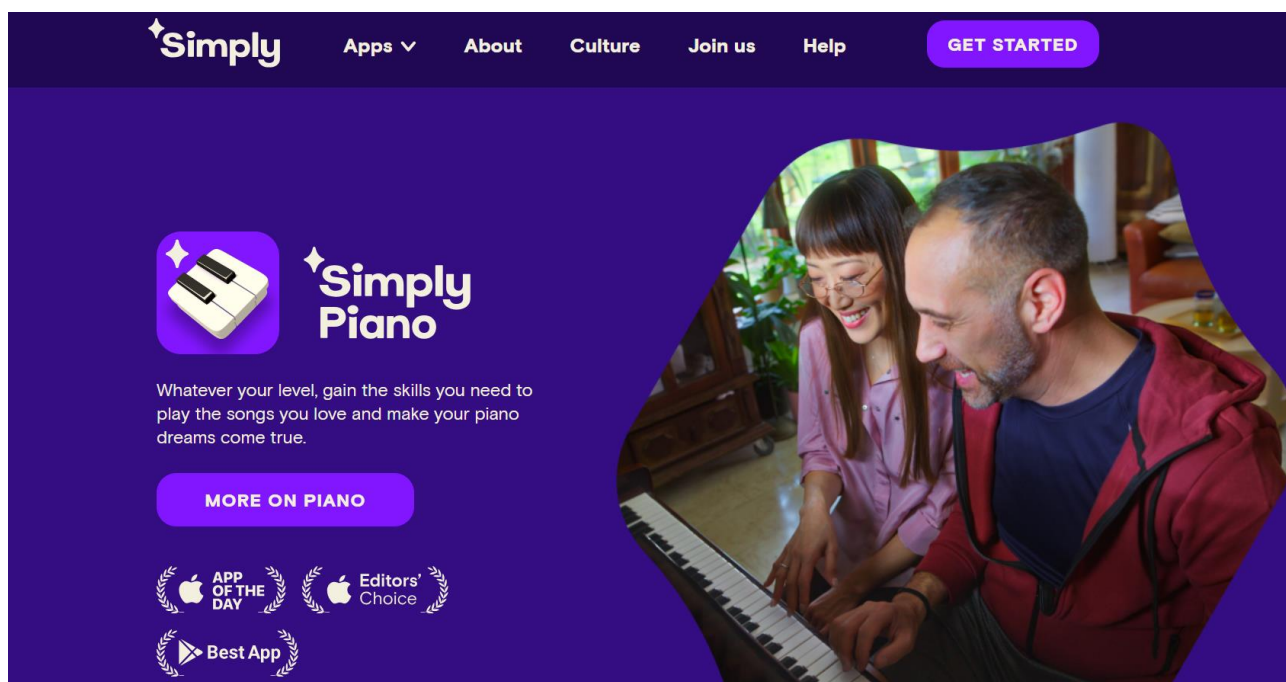 Simply
Apps
About
Culture
Join us
Help
GET STARTED
Simply
Piano
Whatever your level, gain the skills you need to
play the songs you love and make your piano
dreams come true.
MORE ON PIANO
APP
OF THE
DAY
Editors'
Choice
Best App